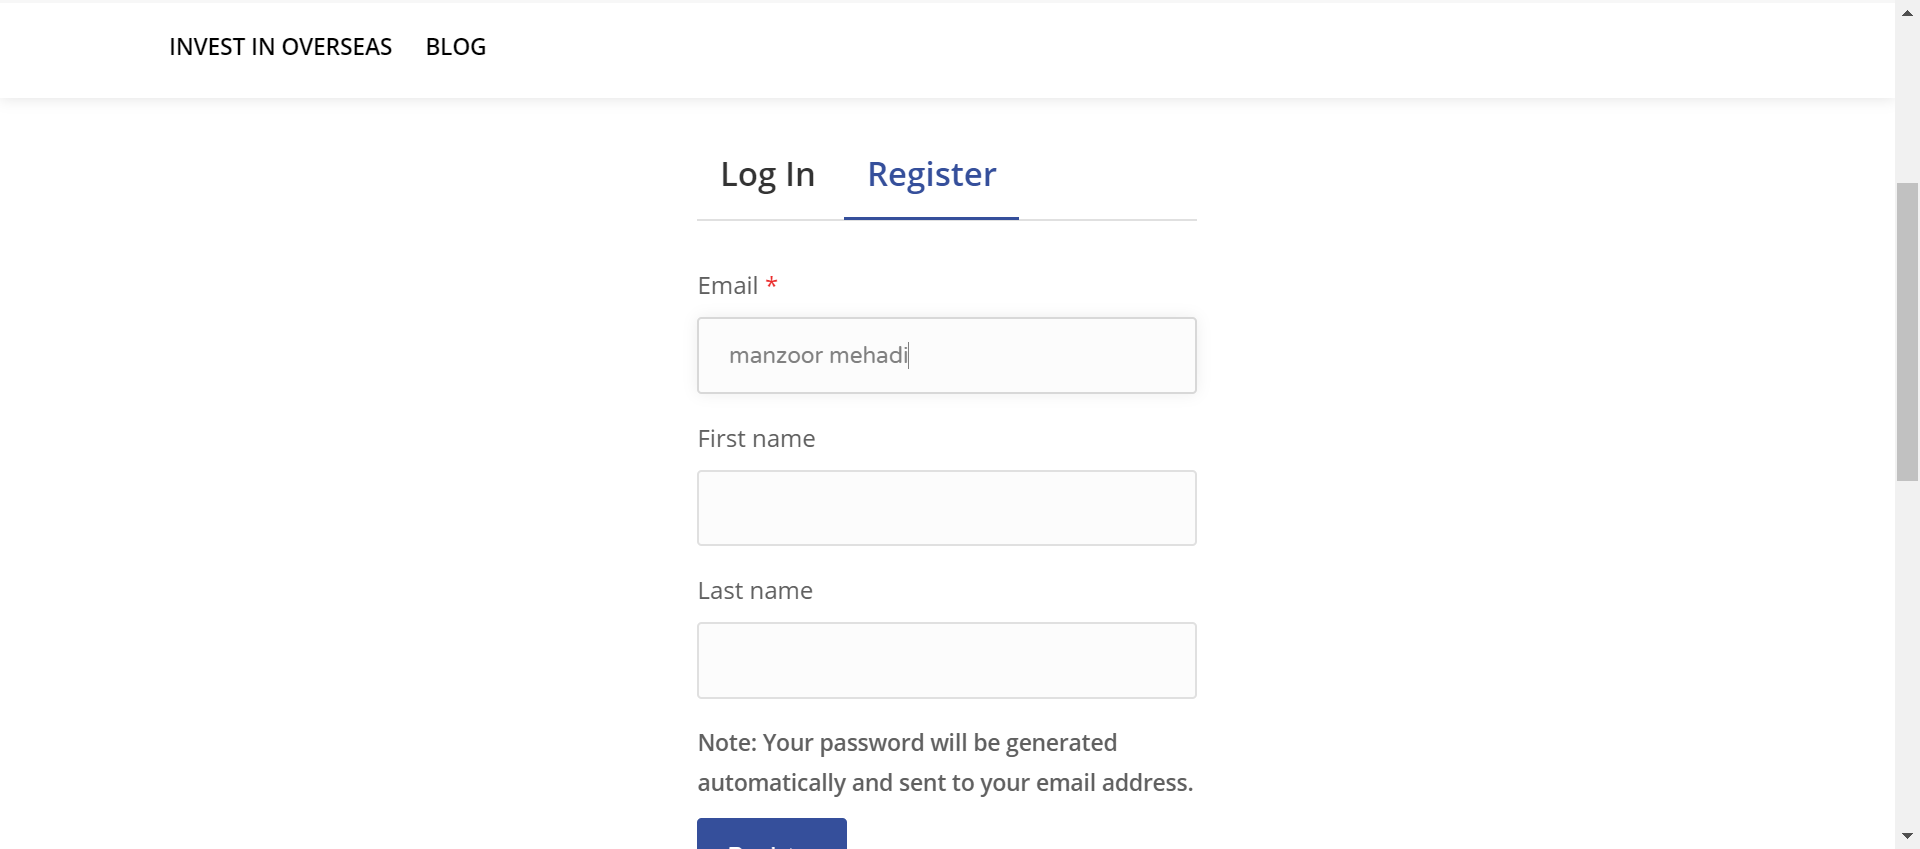 INVEST IN OVERSEAS BLOG
Log In Register
Email *
manzoor mehadi
First name
Last name
Note: Your password will be generated
automatically and sent to your email address.